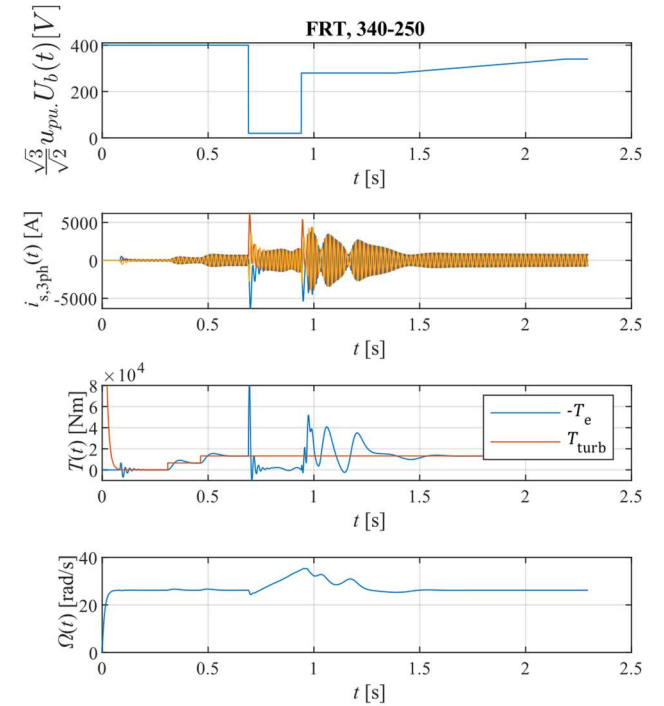 FRT, 340-250
√3/√2 u_pu. U_b(t) [V]
400
200
0
0 0.5 1 1.5 2 2.5
t [s]
i_s,3ph(t) [A]
5000
0
-5000
0 0.5 1 1.5 2 2.5
t [s]
×10^4
T(t) [Nm]
8
6
4
2
0
-T_e
T_turb
0 0.5 1 1.5 2 2.5
t [s]
Ω(t) [rad/s]
40
20
0
0 0.5 1 1.5 2 2.5
t [s]